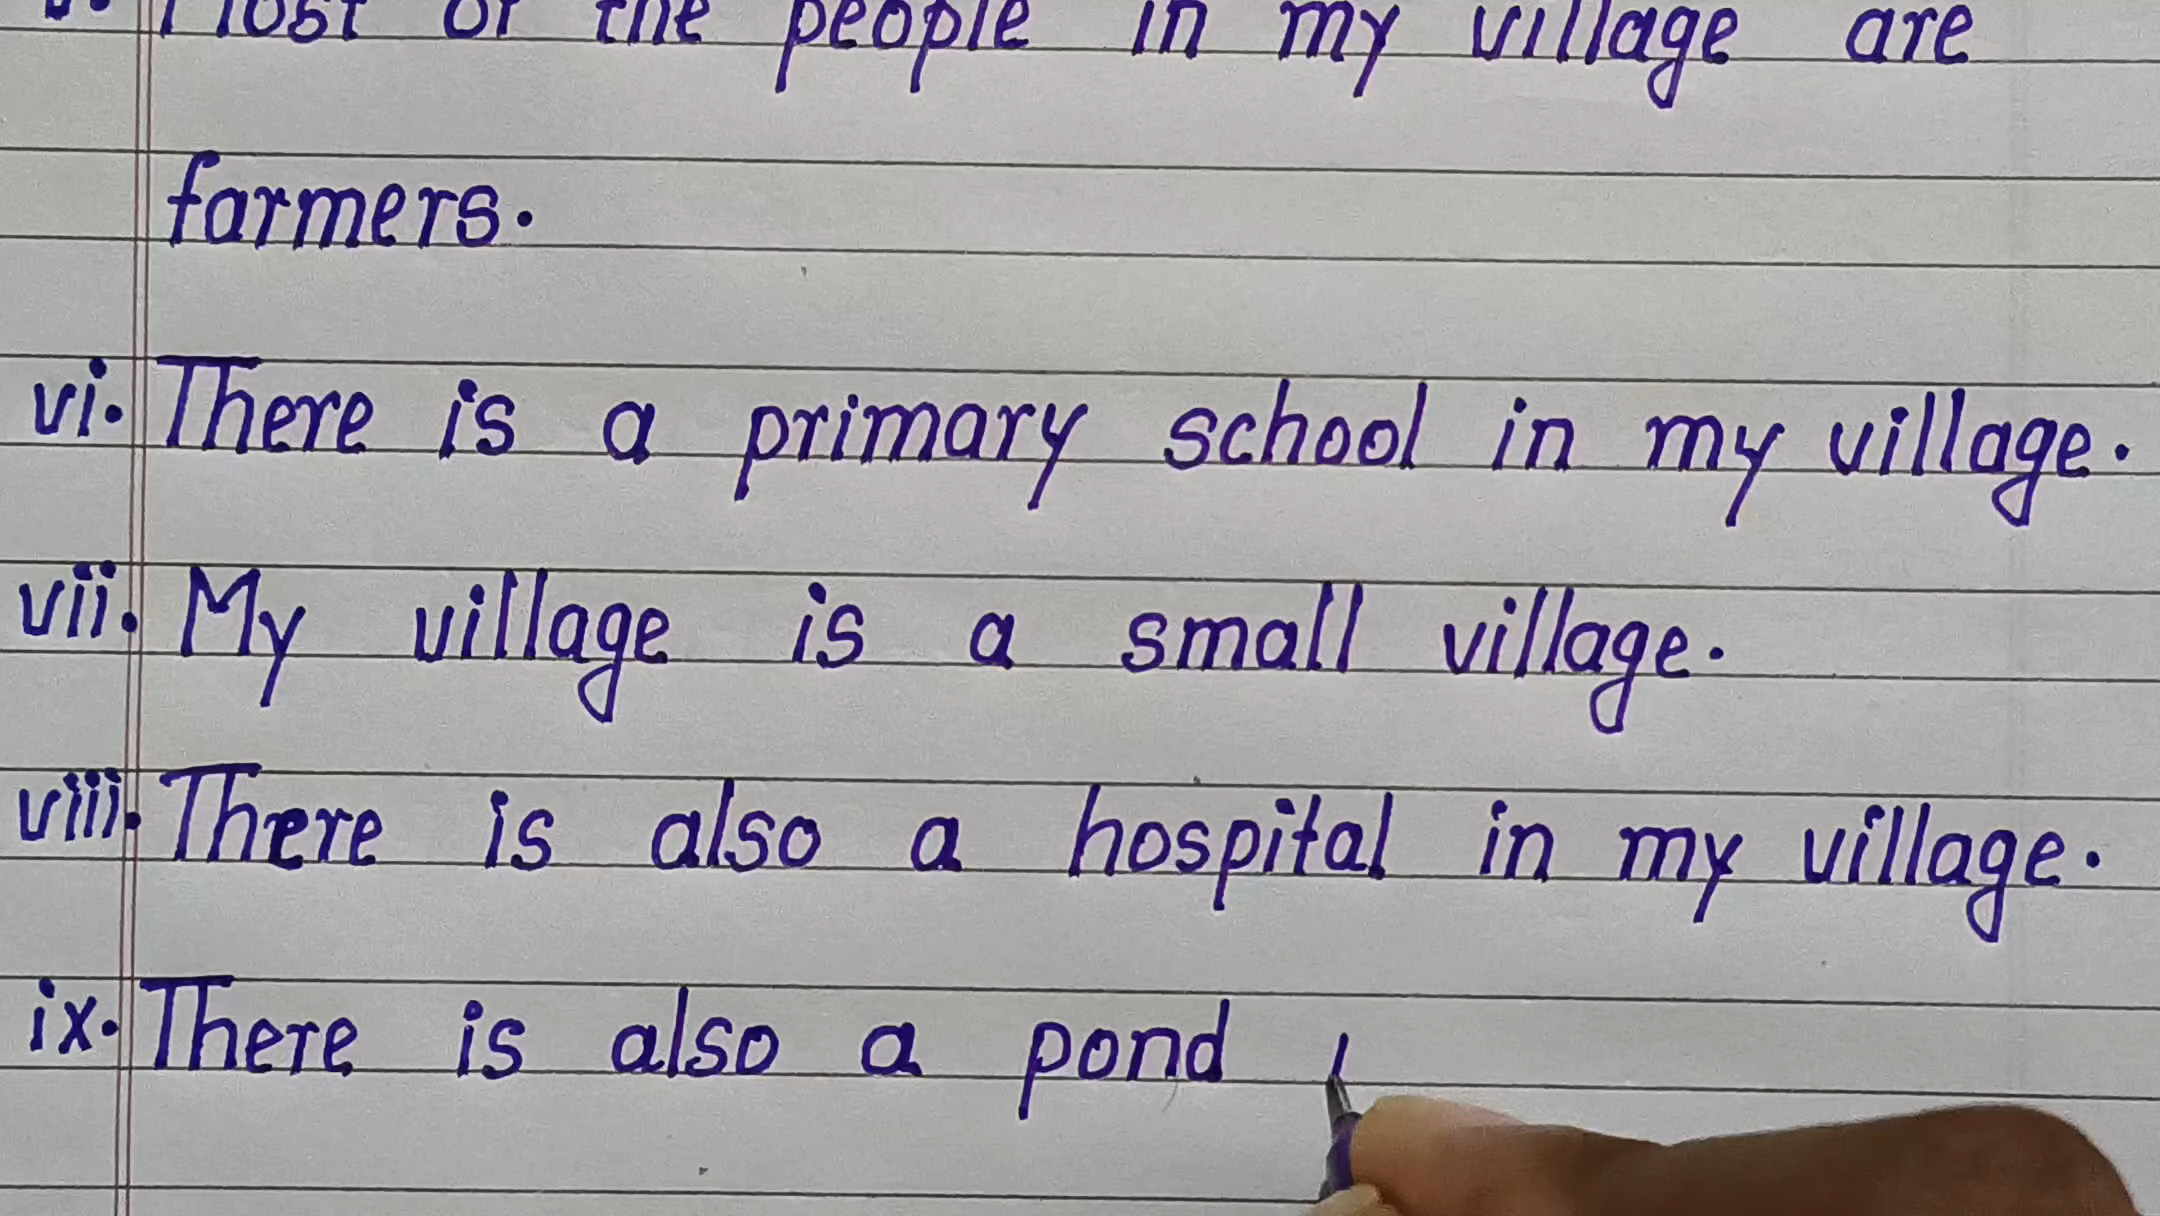 v. Most of the people in my village are
farmers.
vi. There is a primary school in my village.
vii. My village is a small village.
viii. There is also a hospital in my village.
ix. There is also a pond